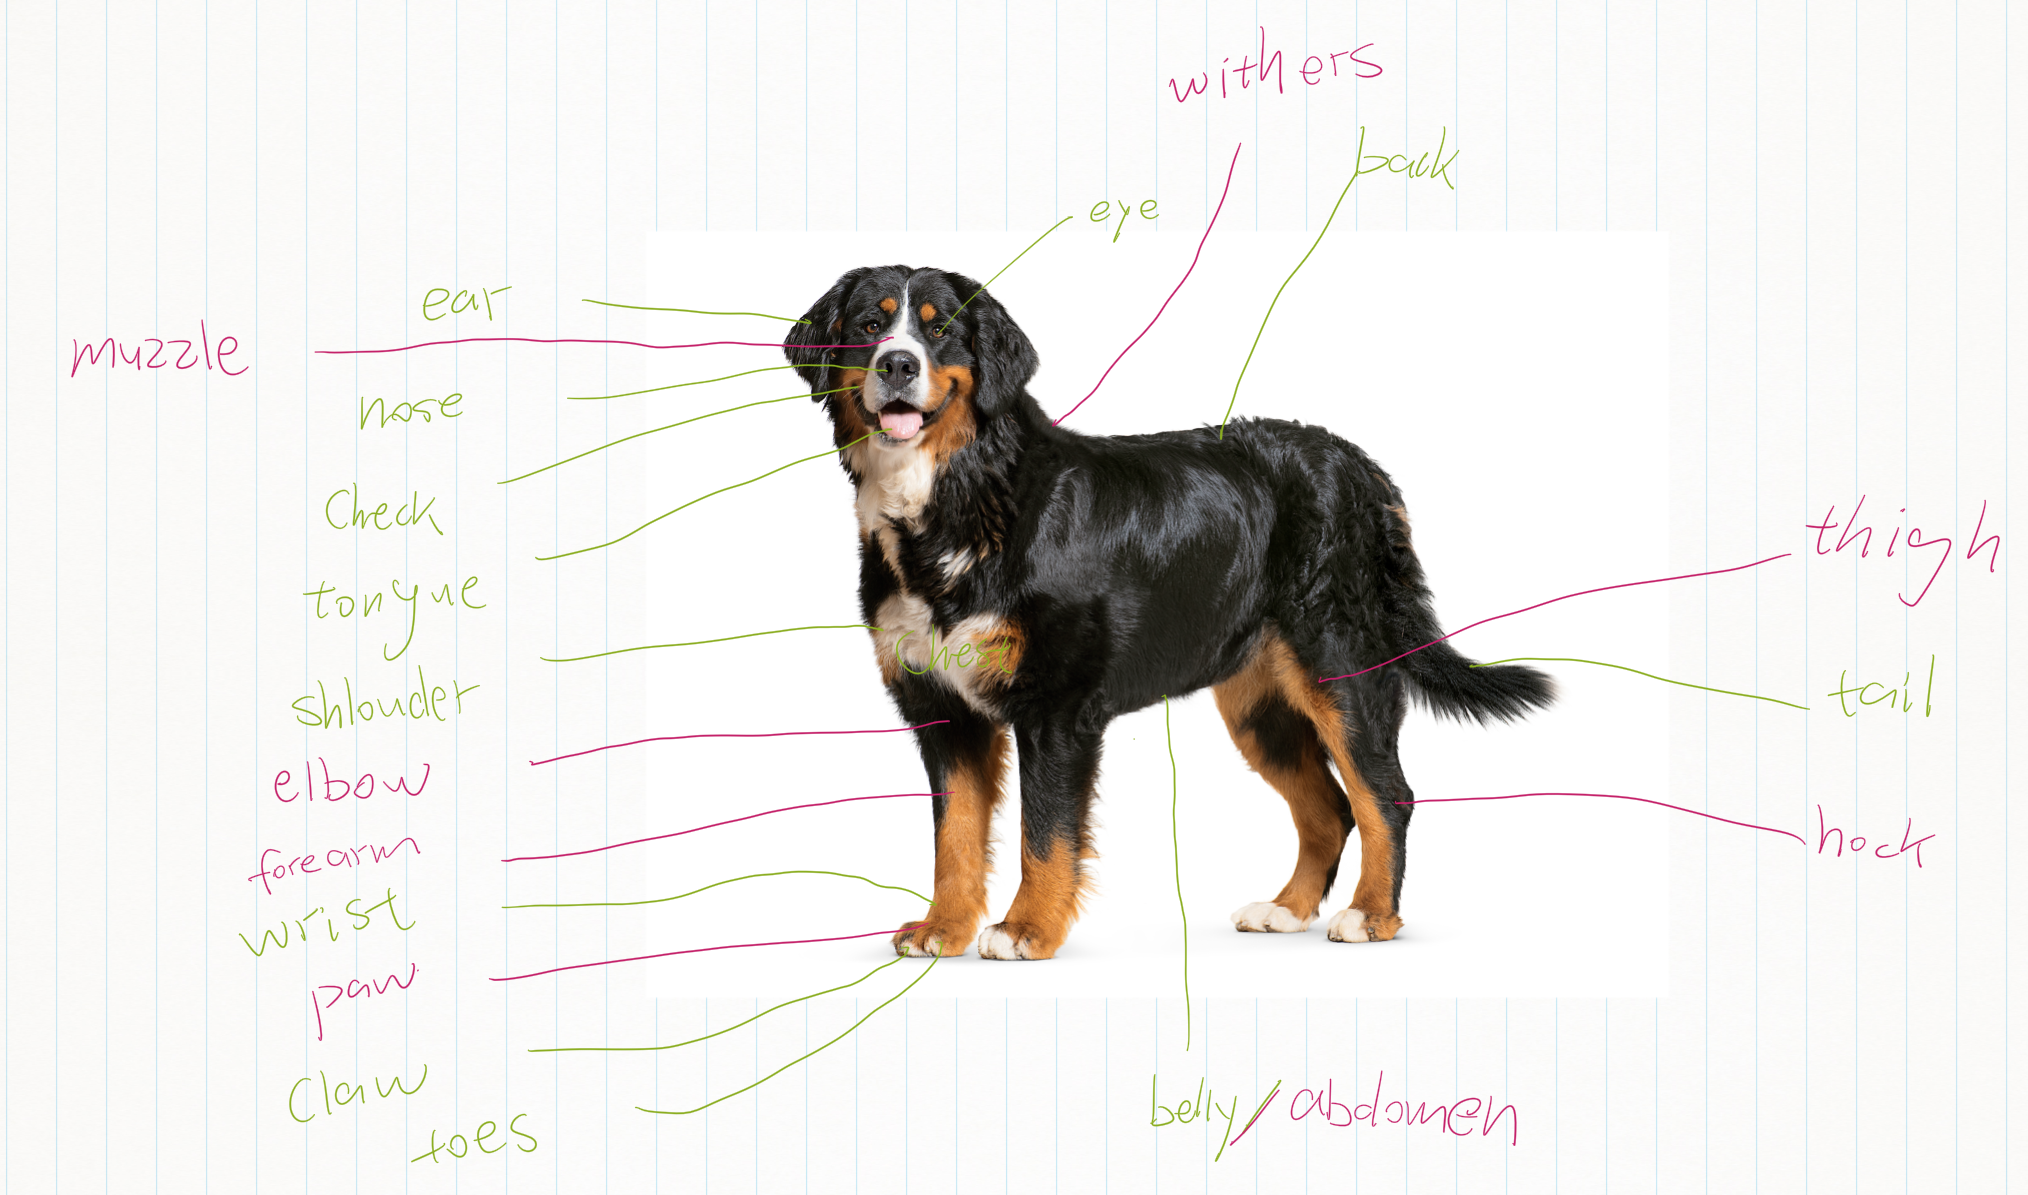 withers
back
eye
ear
muzzle
nose
Check
thigh
tongue
Chest
shlouder
tail
elbow
hock
forearm
wrist
paw
Claw
belly/abdomen
toes